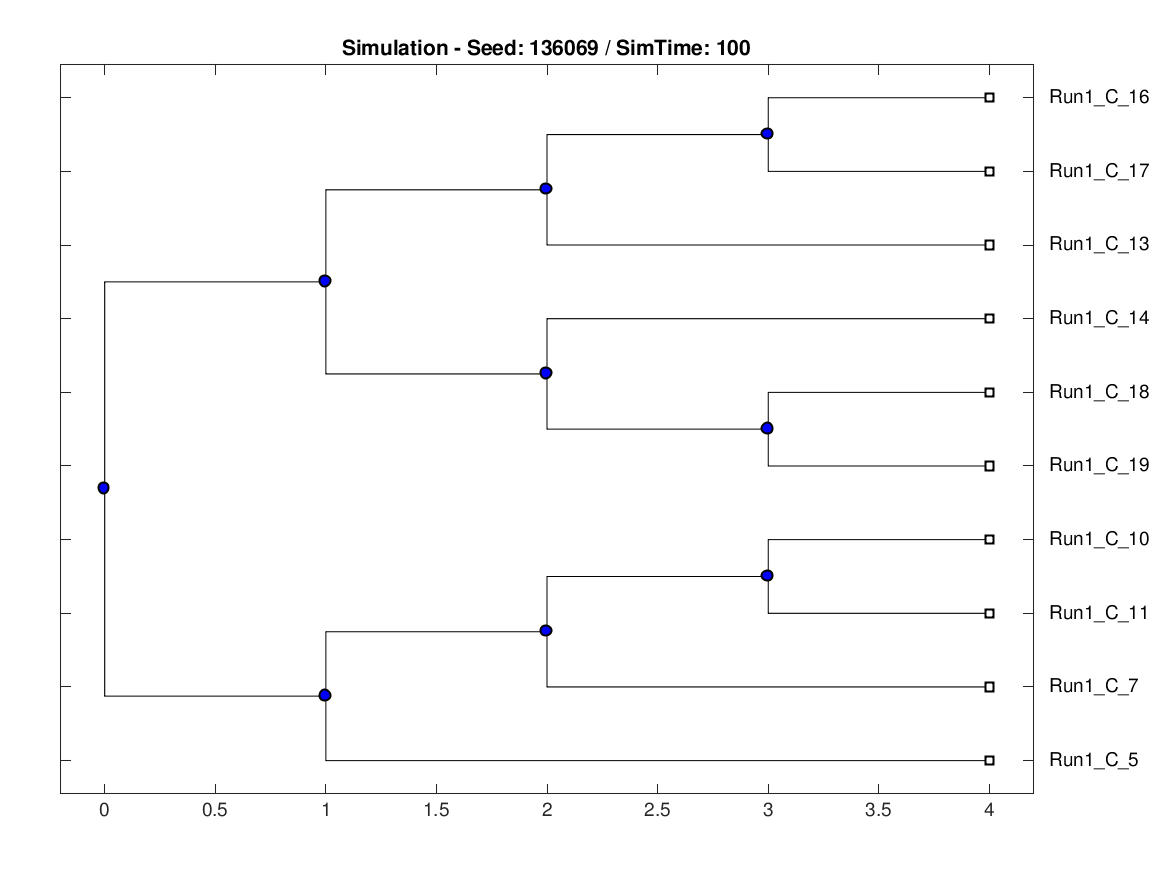 Simulation - Seed: 136069 / SimTime: 100
Run1_C_16
Run1_C_17
Run1_C_13
Run1_C_14
Run1_C_18
Run1_C_19
Run1_C_10
Run1_C_11
Run1_C_7
Run1_C_5
0 0.5 1 1.5 2 2.5 3 3.5 4